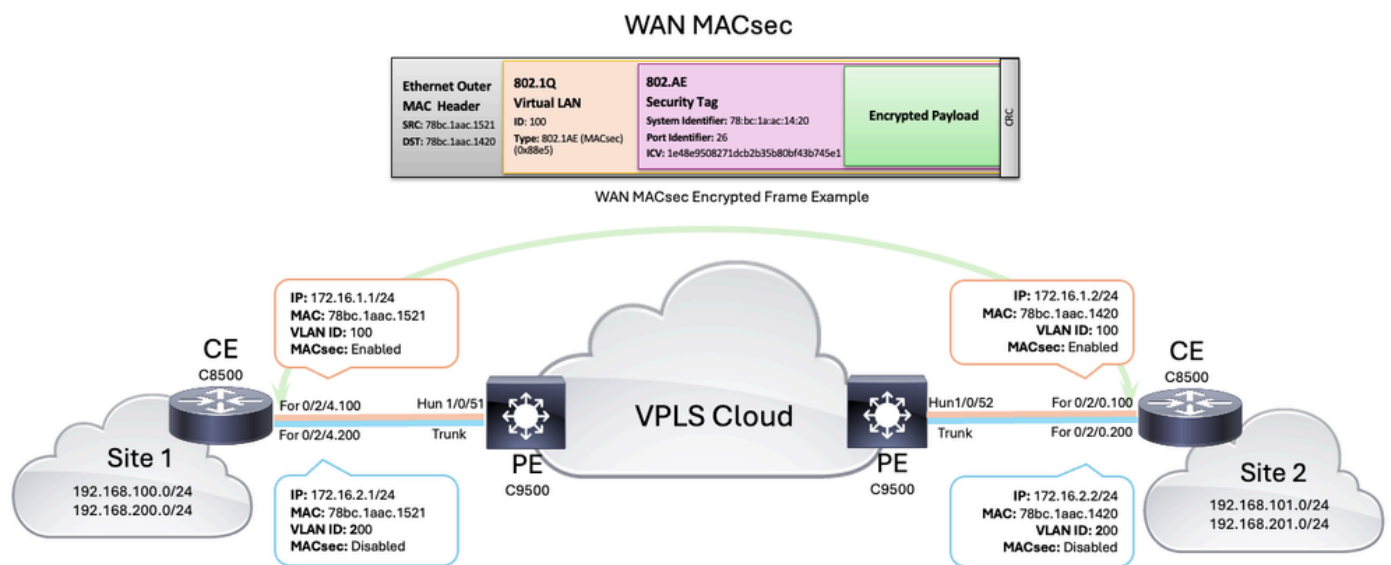 WAN MACsec
Ethernet Outer
MAC Header
SRC: 78bc.1aac.1521
DST: 78bc.1aac.1420
802.1Q
Virtual LAN
ID: 100
Type: 802.1AE (MACsec)
(0x88e5)
802.AE
Security Tag
System Identifier: 78:bc:1a:ac:14:20
Port Identifier: 26
ICV: 1e48e9508271dcb2b35b80bf43b745e1
Encrypted Payload
CRC
WAN MACsec Encrypted Frame Example
IP: 172.16.1.1/24
MAC: 78bc.1aac.1521
VLAN ID: 100
MACsec: Enabled
IP: 172.16.1.2/24
MAC: 78bc.1aac.1420
VLAN ID: 100
MACsec: Enabled
CE
C8500
For 0/2/4.100
For 0/2/4.200
Hun 1/0/51
Trunk
PE
C9500
VPLS Cloud
PE
C9500
Hun1/0/52
Trunk
For 0/2/0.100
For 0/2/0.200
CE
C8500
Site 1
192.168.100.0/24
192.168.200.0/24
IP: 172.16.2.1/24
MAC: 78bc.1aac.1521
VLAN ID: 200
MACsec: Disabled
IP: 172.16.2.2/24
MAC: 78bc.1aac.1420
VLAN ID: 200
MACsec: Disabled
Site 2
192.168.101.0/24
192.168.201.0/24